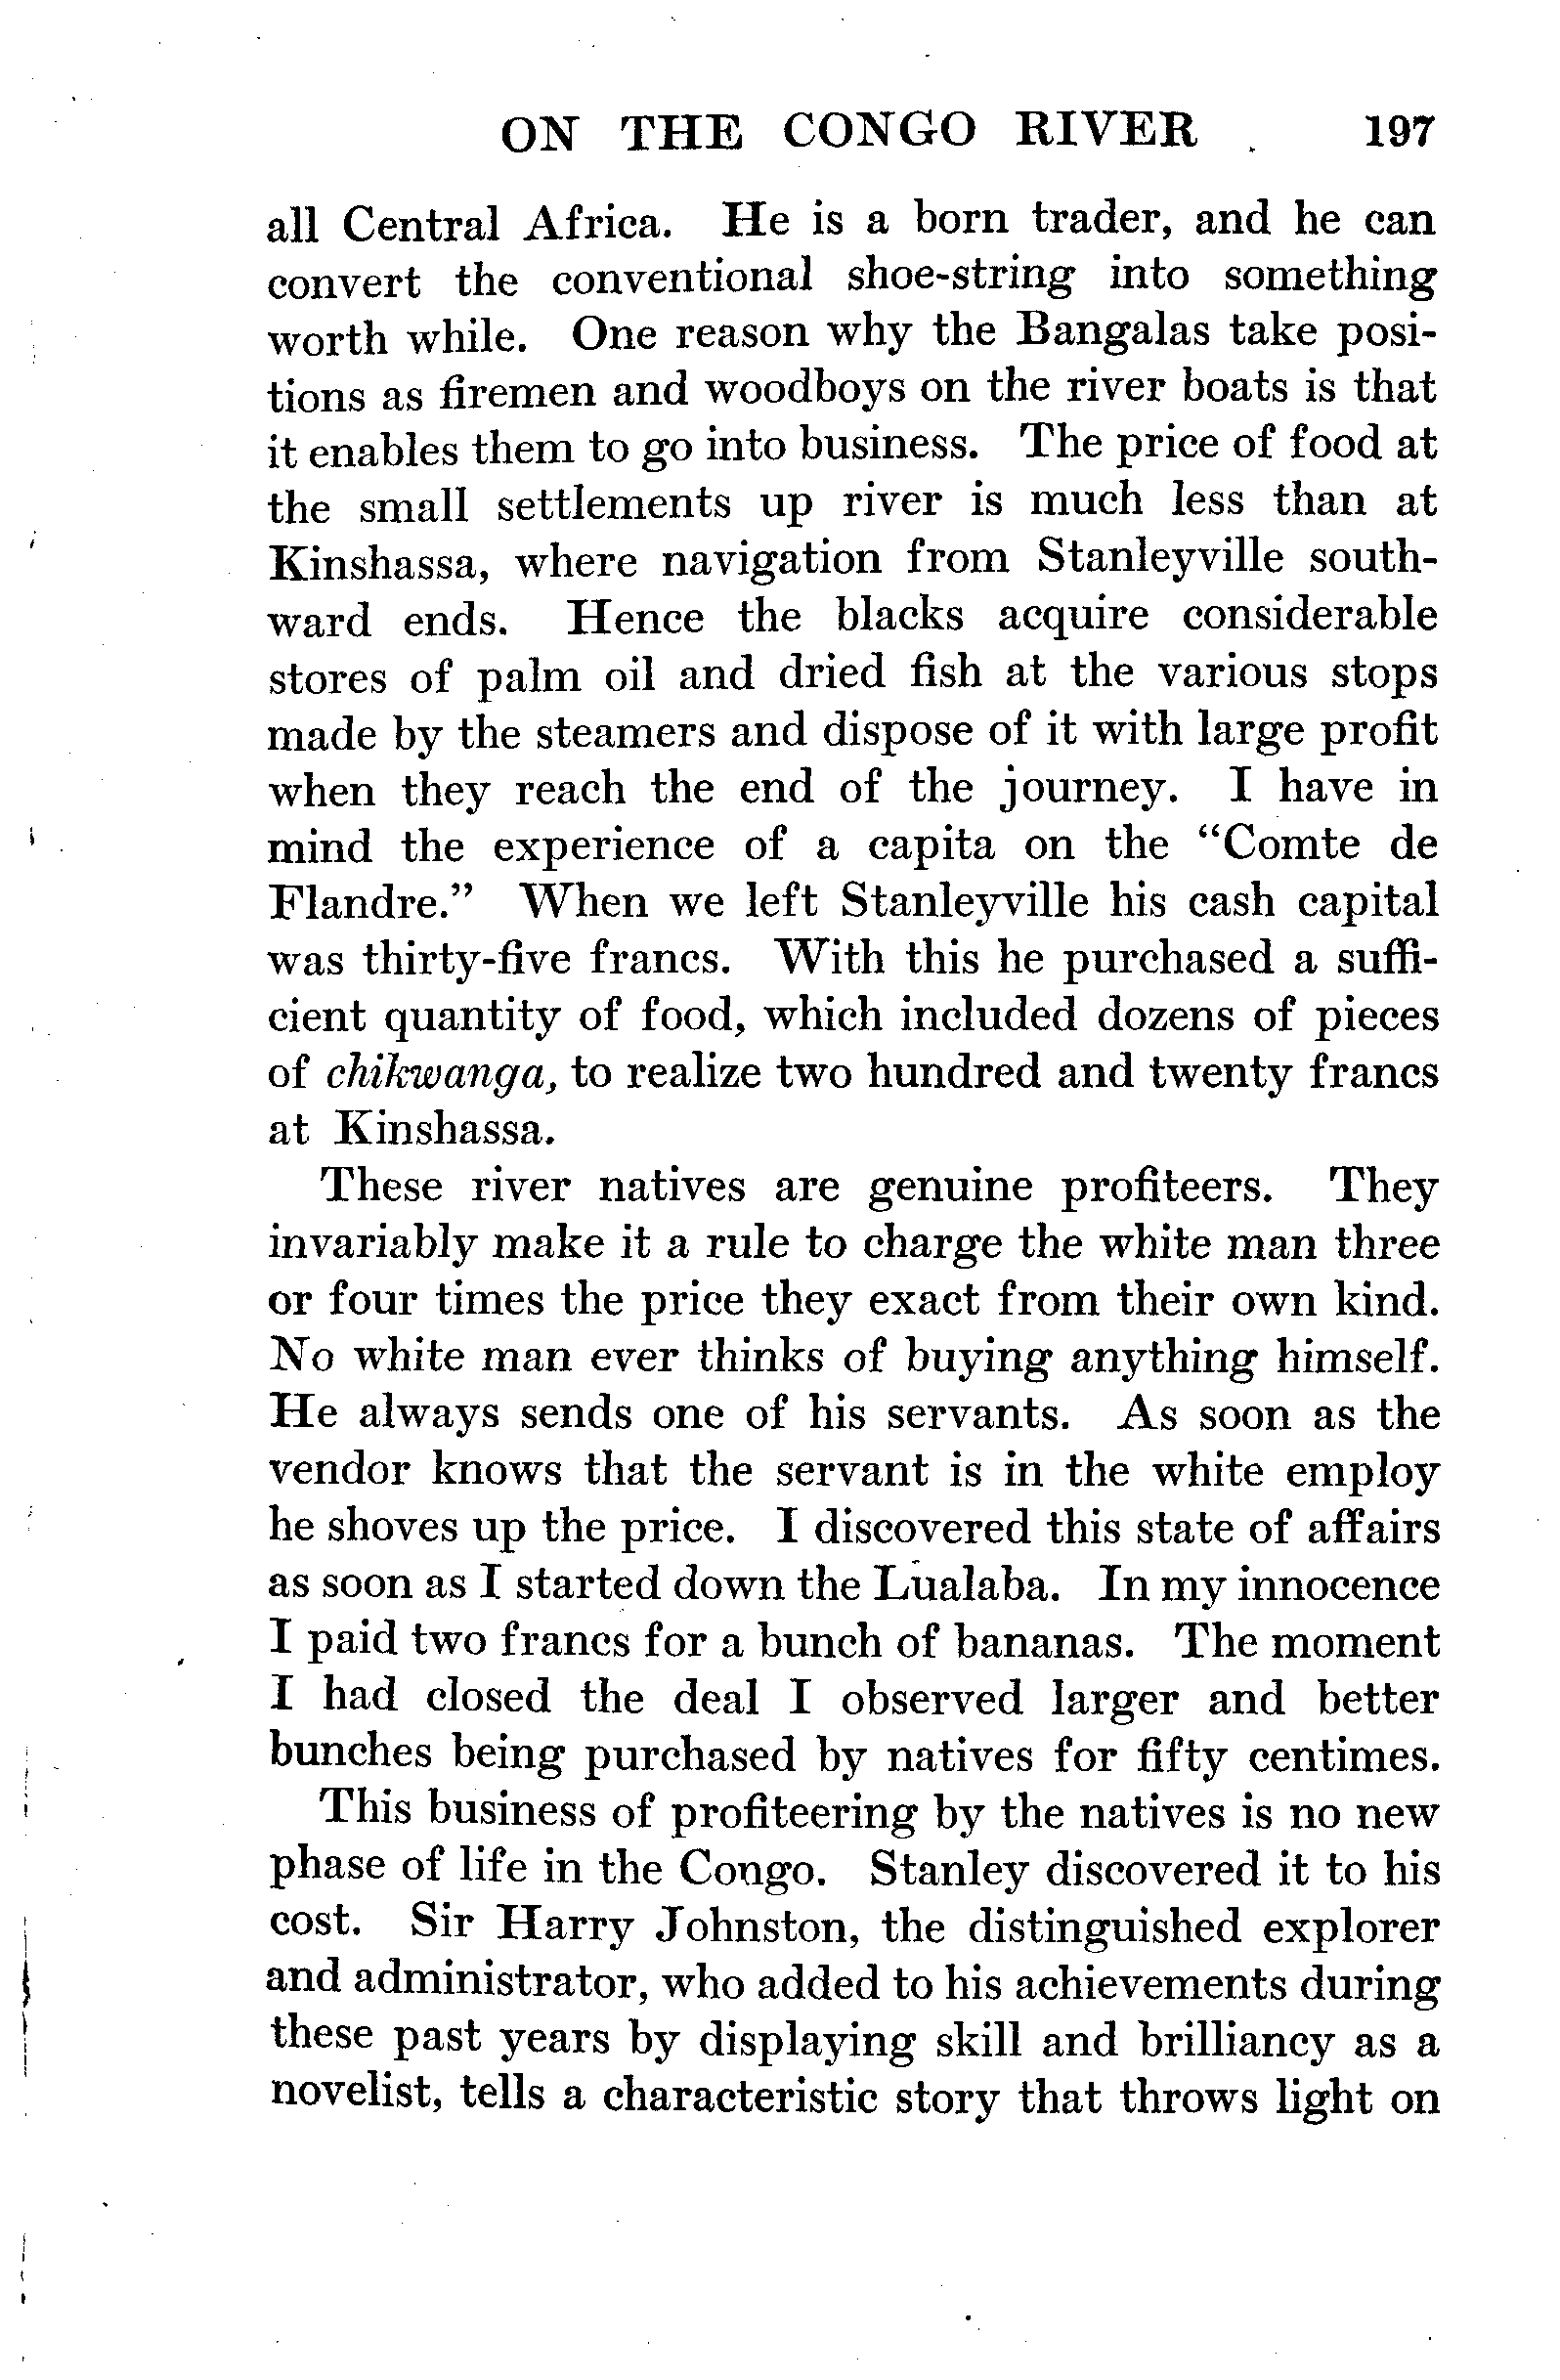 ON THE CONGO RIVER 197
all Central Africa. He is a born trader, and he can
convert the conventional shoe-string into something
worth while. One reason why the Bangalas take posi-
tions as firemen and woodboys on the river boats is that
it enables them to go into business. The price of food at
the small settlements up river is much less than at
Kinshassa, where navigation from Stanleyville south-
ward ends. Hence the blacks acquire considerable
stores of palm oil and dried fish at the various stops
made by the steamers and dispose of it with large profit
when they reach the end of the journey. I have in
mind the experience of a capita on the “Comte de
Flandre.” When we left Stanleyville his cash capital
was thirty-five francs. With this he purchased a suffi-
cient quantity of food, which included dozens of pieces
of chikwanga, to realize two hundred and twenty francs
at Kinshassa.
These river natives are genuine profiteers. They
invariably make it a rule to charge the white man three
or four times the price they exact from their own kind.
No white man ever thinks of buying anything himself.
He always sends one of his servants. As soon as the
vendor knows that the servant is in the white employ
he shoves up the price. I discovered this state of affairs
as soon as I started down the Lualaba. In my innocence
I paid two francs for a bunch of bananas. The moment
I had closed the deal I observed larger and better
bunches being purchased by natives for fifty centimes.
This business of profiteering by the natives is no new
phase of life in the Congo. Stanley discovered it to his
cost. Sir Harry Johnston, the distinguished explorer
and administrator, who added to his achievements during
these past years by displaying skill and brilliancy as a
novelist, tells a characteristic story that throws light on